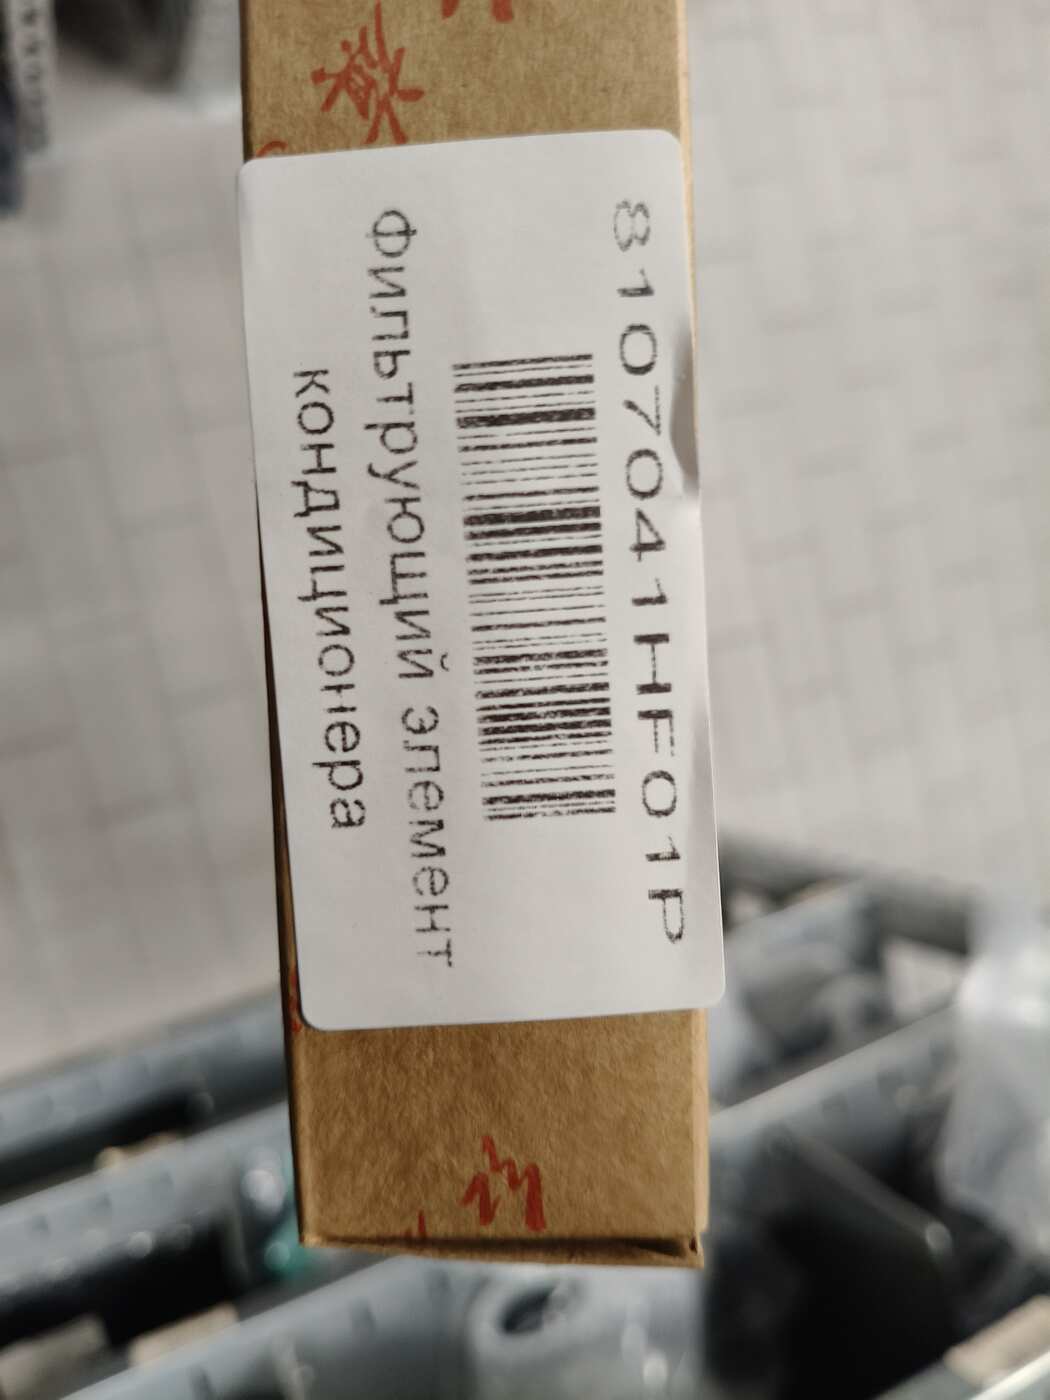 8107041HF01P
Фильтрующий элемент
кондиционера